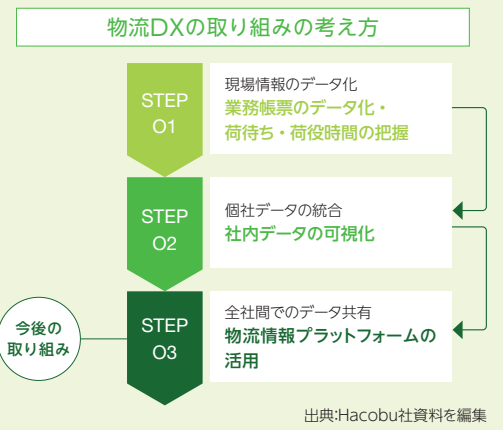 物流DXの取り組みの考え方
STEP
01
現場情報のデータ化
業務帳票のデータ化・
荷待ち・荷役時間の把握
STEP
02
個社データの統合
社内データの可視化
今後の
取り組み
STEP
03
全社間でのデータ共有
物流情報プラットフォームの
活用
出典:Hacobu社資料を編集